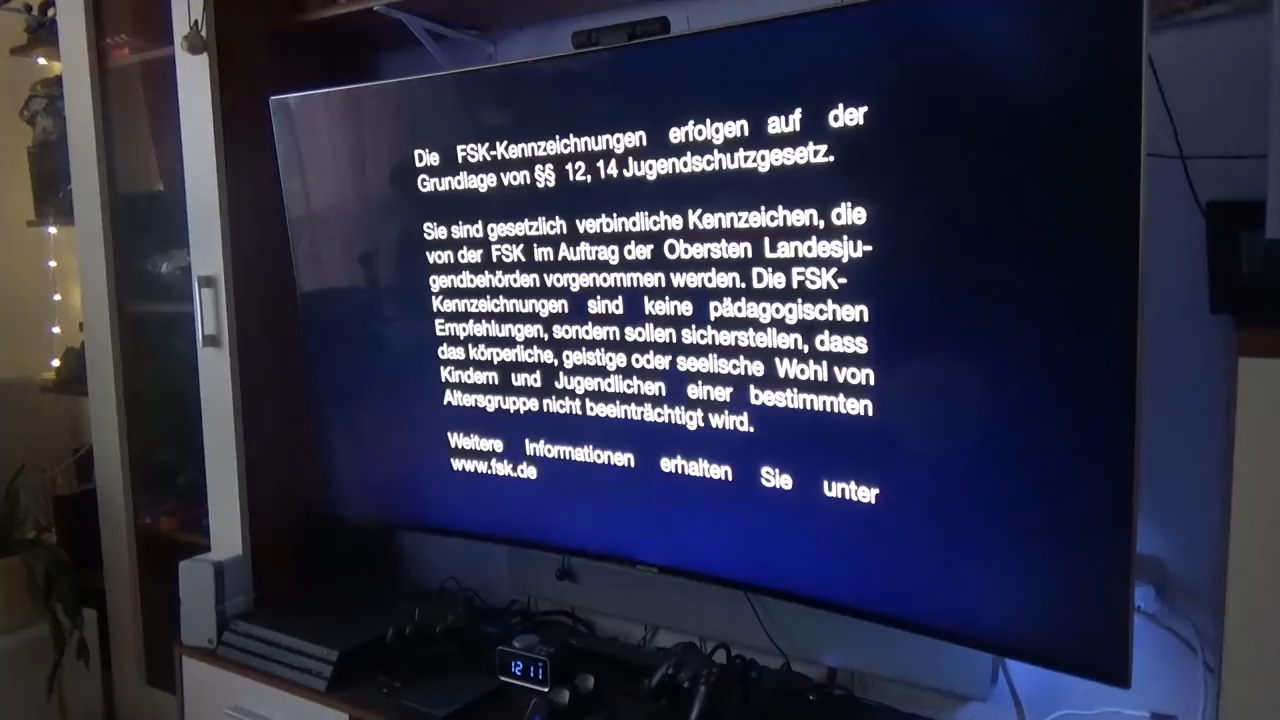 Die FSK-Kennzeichnungen erfolgen auf der
Grundlage von §§ 12, 14 Jugendschutzgesetz.
Sie sind gesetzlich verbindliche Kennzeichen, die
von der FSK im Auftrag der Obersten Landesju-
gendbehörden vorgenommen werden. Die FSK-
Kennzeichnungen sind keine pädagogischen
Empfehlungen, sondern sollen sicherstellen, dass
das körperliche, geistige oder seelische Wohl von
Kindern und Jugendlichen einer bestimmten
Altersgruppe nicht beeinträchtigt wird.
Weitere Informationen erhalten Sie unter
www.fsk.de
12 11